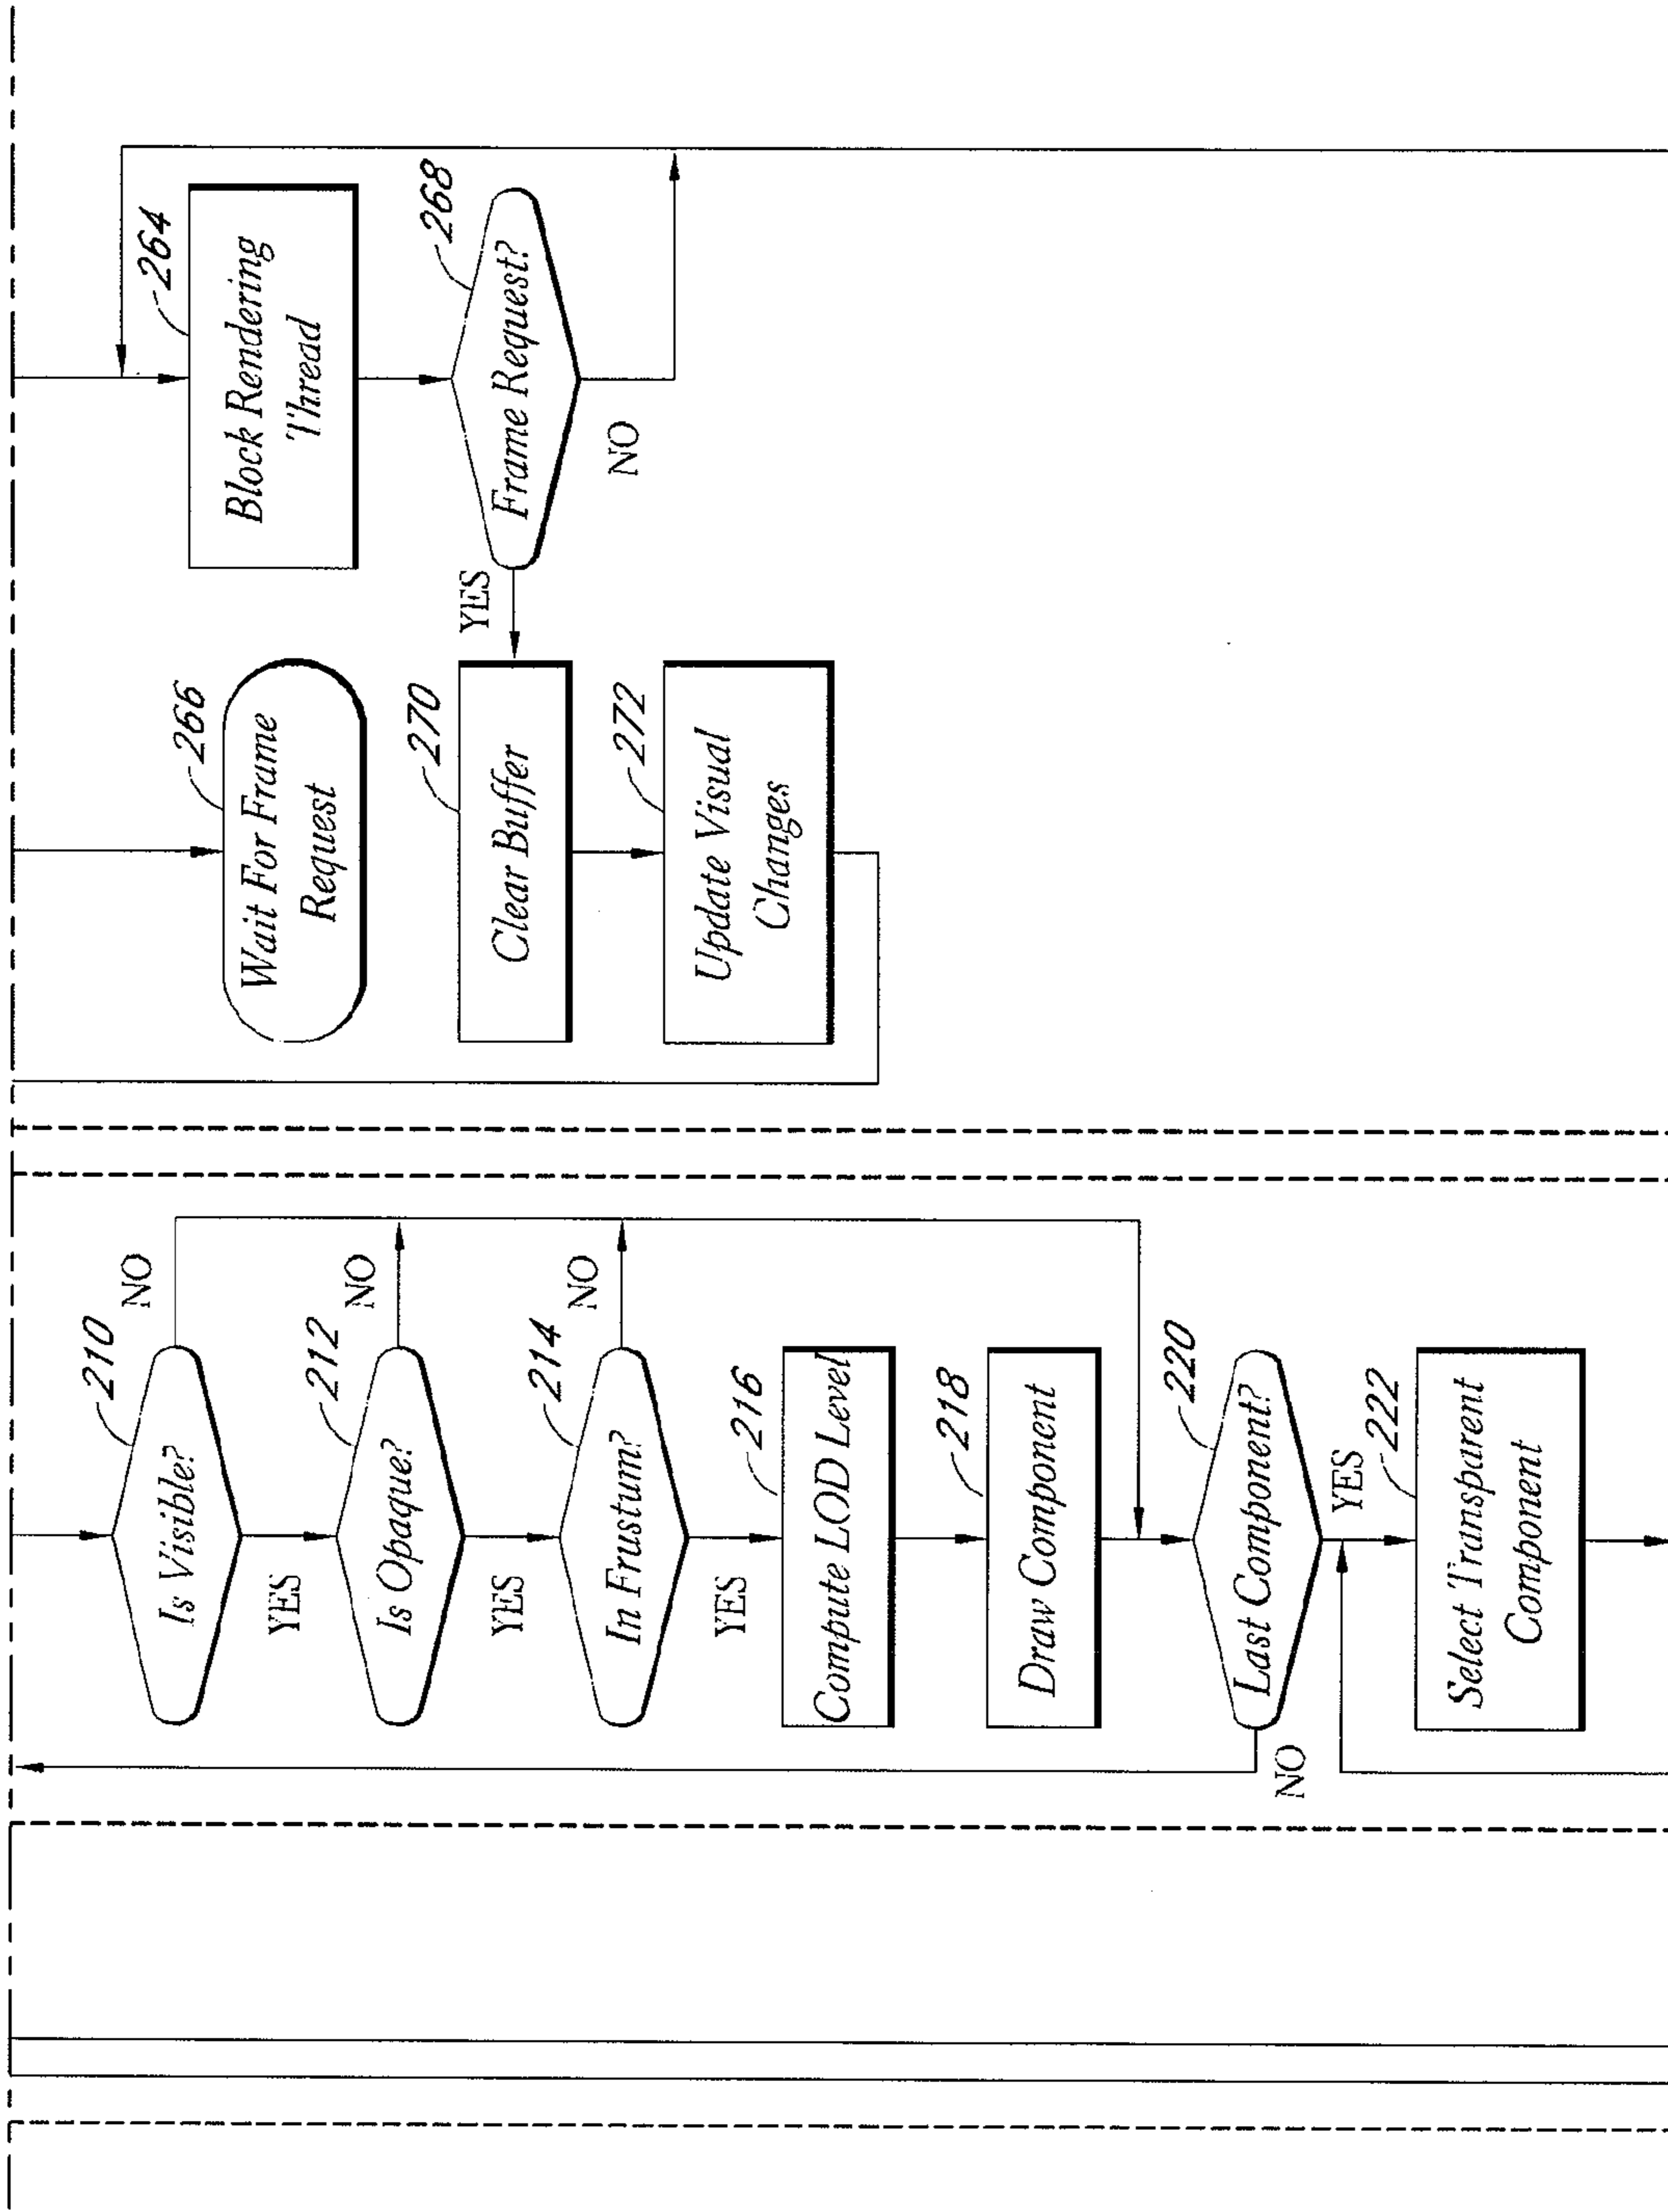 210
Is Visible?
NO
YES
212
Is Opaque?
NO
YES
214
In Frustum?
NO
YES
216
Compute LOD Level
218
Draw Component
220
Last Component?
NO
YES
222
Select Transparent
Component
266
Wait For Frame
Request
264
Block Rendering
Thread
268
Frame Request?
YES
NO
270
Clear Buffer
272
Update Visual
Changes